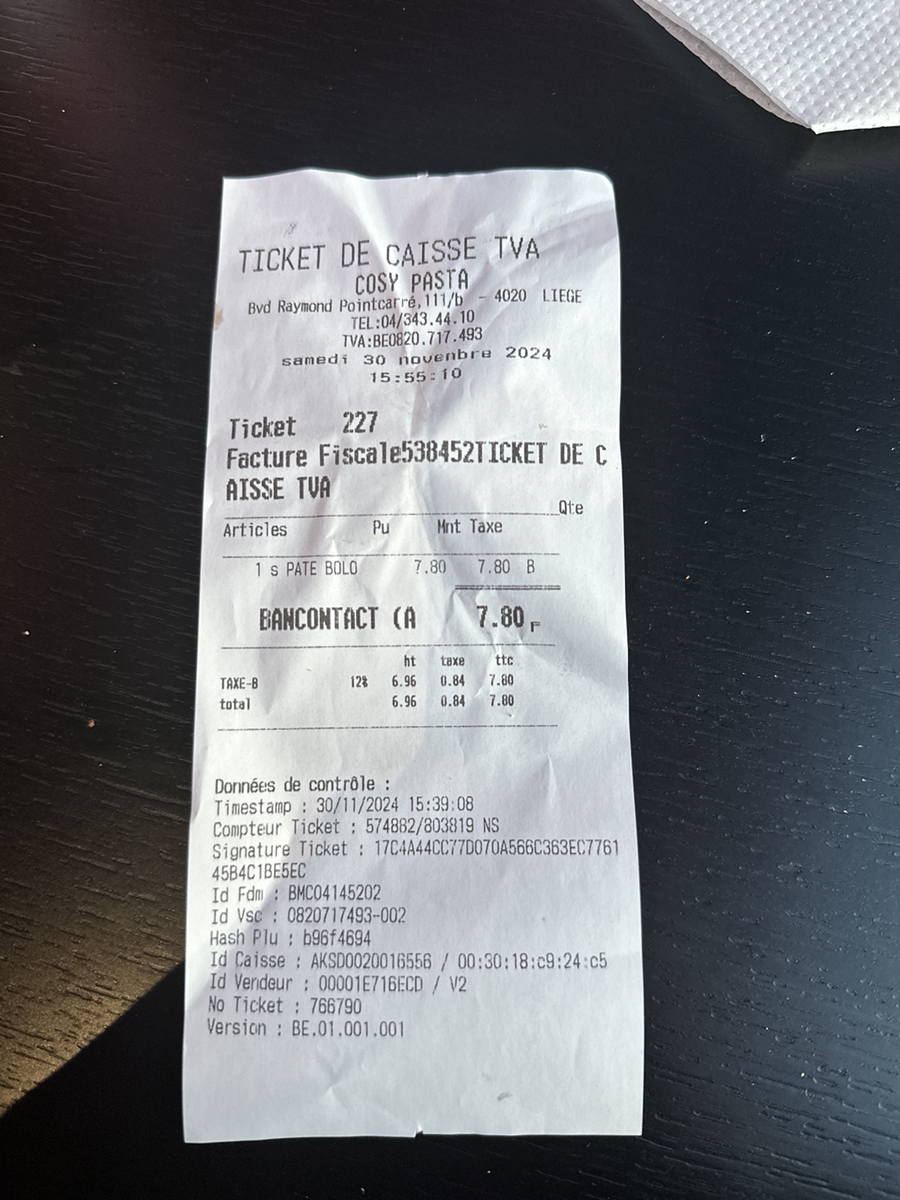 TICKET DE CAISSE TVA
COSY PASTA
Bvd Raymond Pointcarré,111/b - 4020 LIEGE
TEL:04/343.44.10
TVA:BE0820.717.493
samedi 30 novembre 2024
15:55:10
Ticket 227
Facture Fiscale538452TICKET DE C
AISSE TVA
Qte
Articles Pu Mnt Taxe
1 s PATE BOLO 7.80 7.80 B
BANCONTACT (A 7.80
ht taxe ttc
TAXE-B 12% 6.96 0.84 7.80
total 6.96 0.84 7.80
Données de contrôle :
Timestamp : 30/11/2024 15:39:08
Compteur Ticket : 574882/803819 NS
Signature Ticket : 17C4A44CC77D070A566C363EC7761
45B4C1BE5EC
Id Fdm : BMC04145202
Id Vsc : 0820717493-002
Hash Plu : b96f4694
Id Caisse : AKSD0020016556 / 00:30:18:c9:24:c5
Id Vendeur : 00001E716ECD / V2
No Ticket : 766790
Version : BE.01.001.001